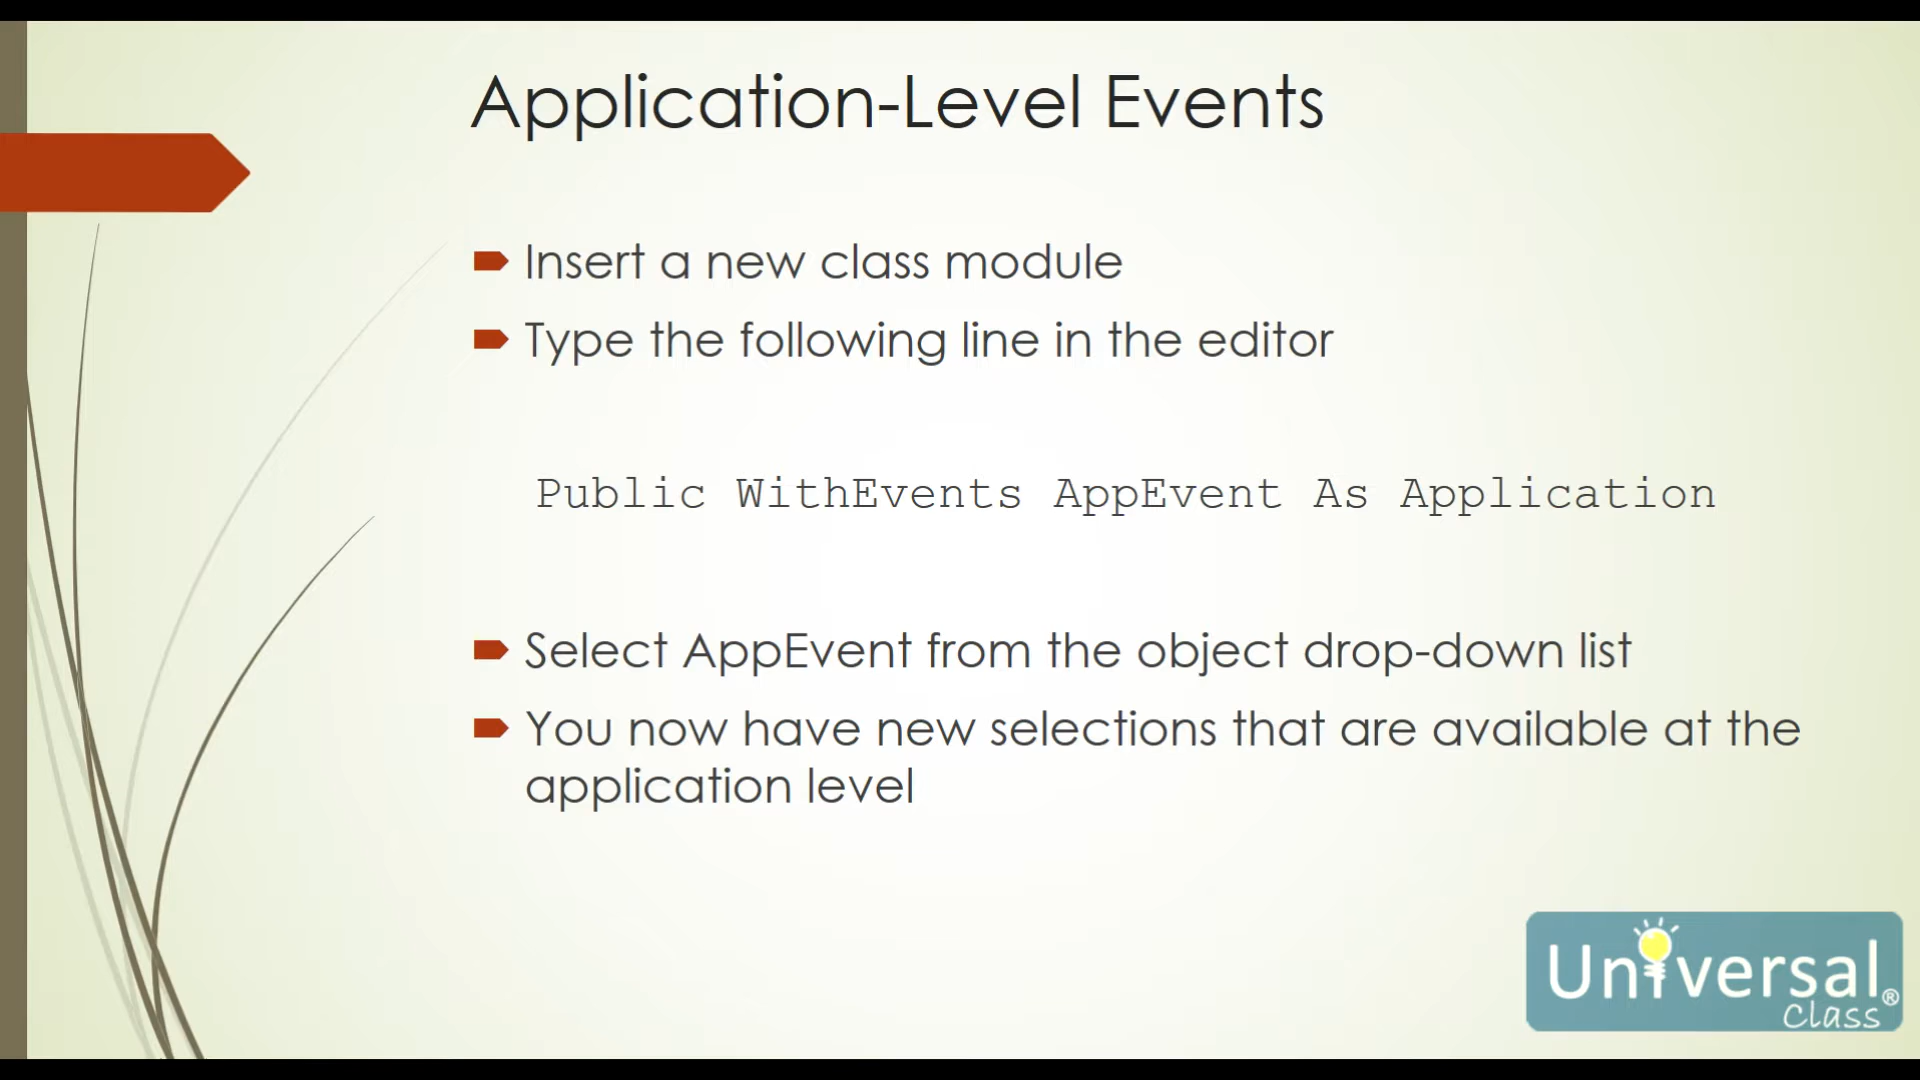 Application-Level Events
Insert a new class module
Type the following line in the editor
Public WithEvents AppEvent As Application
Select AppEvent from the object drop-down list
You now have new selections that are available at the
application level
Universal®
Class